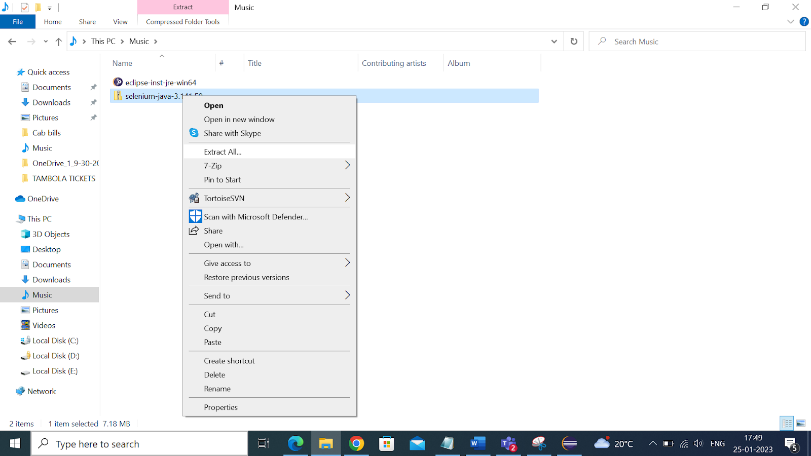 Extract
Music
File
Home
Share
View
Compressed Folder Tools
This PC
Music
Search Music
Name
#
Title
Contributing artists
Album
Quick access
Documents
Downloads
Pictures
Cab bills
Music
OneDrive_1_9-30-20
TAMBOLA TICKETS
OneDrive
This PC
3D Objects
Desktop
Documents
Downloads
Music
Pictures
Videos
Local Disk (C:)
Local Disk (D:)
Local Disk (E:)
Network
eclipse-inst-jre-win64
selenium-java-3.141.59
Open
Open in new window
Share with Skype
Extract All...
7-Zip
Pin to Start
TortoiseSVN
Scan with Microsoft Defender...
Share
Open with...
Give access to
Restore previous versions
Send to
Cut
Copy
Paste
Create shortcut
Delete
Rename
Properties
2 items
1 item selected 7.18 MB
Type here to search
2
20°C
ENG
17:49
25-01-2023
5